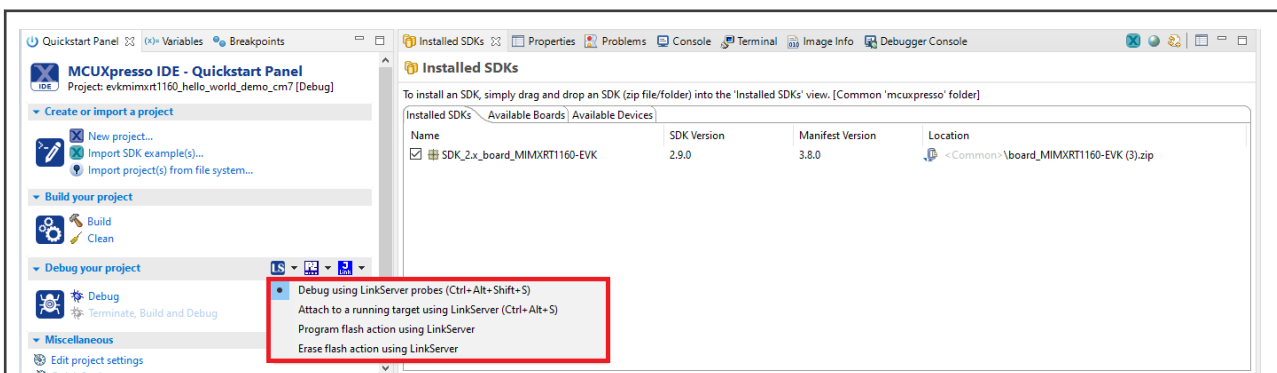 Quickstart Panel (x)= Variables Breakpoints
IDE
MCUXpresso IDE - Quickstart Panel
Project: evkmimxrt1160_hello_world_demo_cm7 [Debug]
Create or import a project
New project...
Import SDK example(s)...
Import project(s) from file system...
Build your project
Build
Clean
Debug your project
LS
Debug
Terminate, Build and Debug
Miscellaneous
Edit project settings
Debug using LinkServer probes (Ctrl+Alt+Shift+S)
Attach to a running target using LinkServer (Ctrl+Alt+S)
Program flash action using LinkServer
Erase flash action using LinkServer
Installed SDKs Properties Problems Console Terminal Image Info Debugger Console
Installed SDKs
To install an SDK, simply drag and drop an SDK (zip file/folder) into the 'Installed SDKs' view. [Common 'mcuxpresso' folder]
Installed SDKs Available Boards Available Devices
Name SDK Version Manifest Version Location
SDK_2.x_board_MIMXRT1160-EVK 2.9.0 3.8.0 <Common>\board_MIMXRT1160-EVK (3).zip